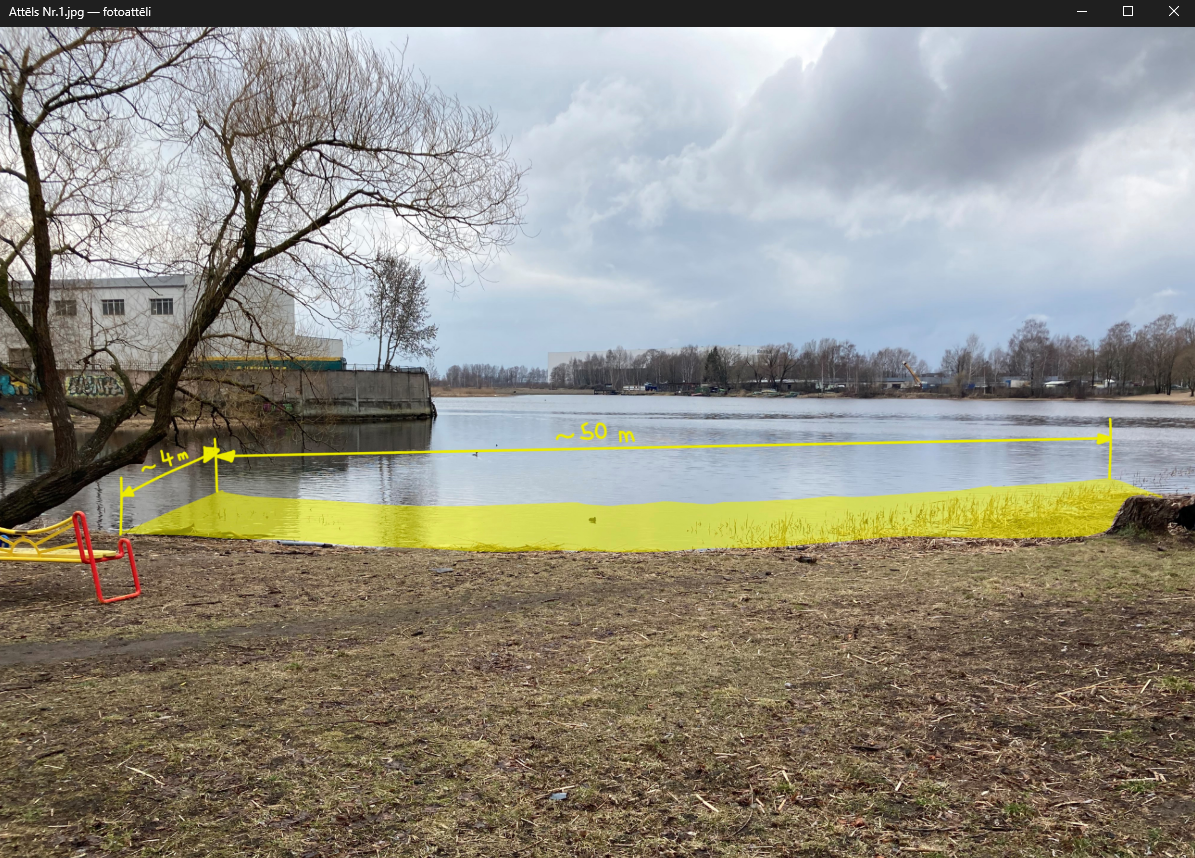 Attēls Nr.1.jpg — fotoattēli
~ 50 m
~ 4 m